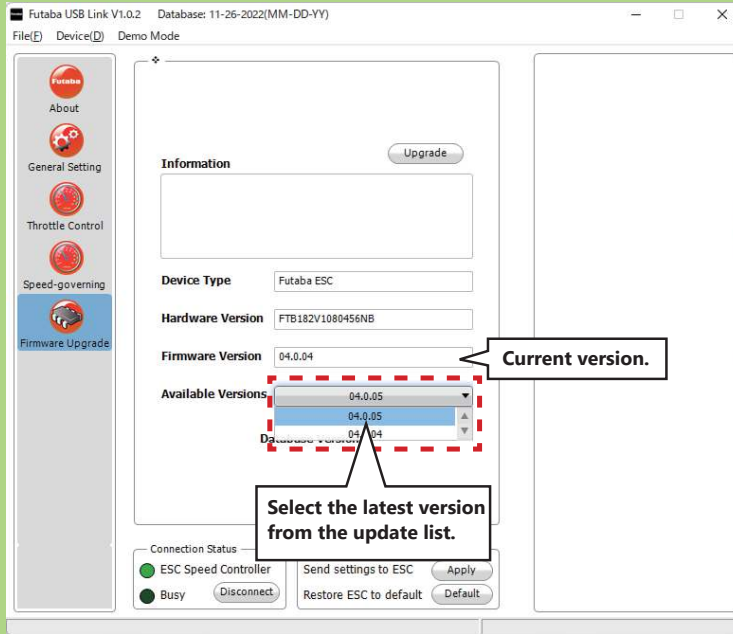 Futaba USB Link V1.0.2 Database: 11-26-2022(MM-DD-YY)
File(F) Device(D) Demo Mode
Futaba
About
General Setting
Throttle Control
Speed-governing
Firmware Upgrade
Upgrade
Information
Device Type Futaba ESC
Hardware Version FTB182V1080456NB
Firmware Version 04.0.04
Current version.
Available Versions 04.0.05
04.0.05
04.0.04
Database Version
Select the latest version
from the update list.
Connection Status
ESC Speed Controller
Busy Disconnect
Send settings to ESC Apply
Restore ESC to default Default